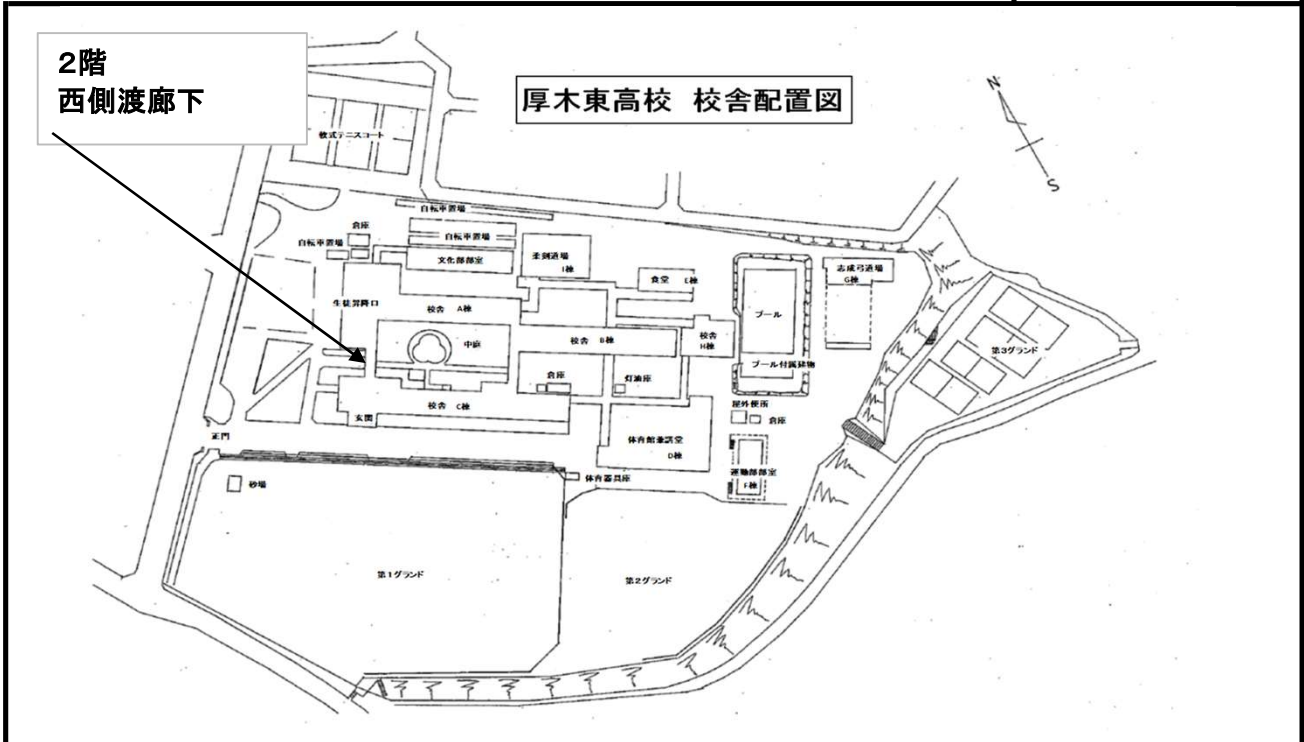 2階
西側渡廊下
厚木東高校 校舎配置図
N
S
軟式テニスコート
自転車置場
倉庫
自転車置場
自転車置場
文化部部室
柔剣道場
I棟
食堂 E棟
志成弓道場
G棟
生徒昇降口
校舎 A棟
プール
中庭
校舎 B棟
校舎
H棟
第3グランド
プール付属建物
倉庫
灯油庫
校舎 C棟
玄関
屋外便所
倉庫
正門
体育館兼講堂
D棟
運動部部室
F棟
体育器具庫
砂場
第1グランド
第2グランド